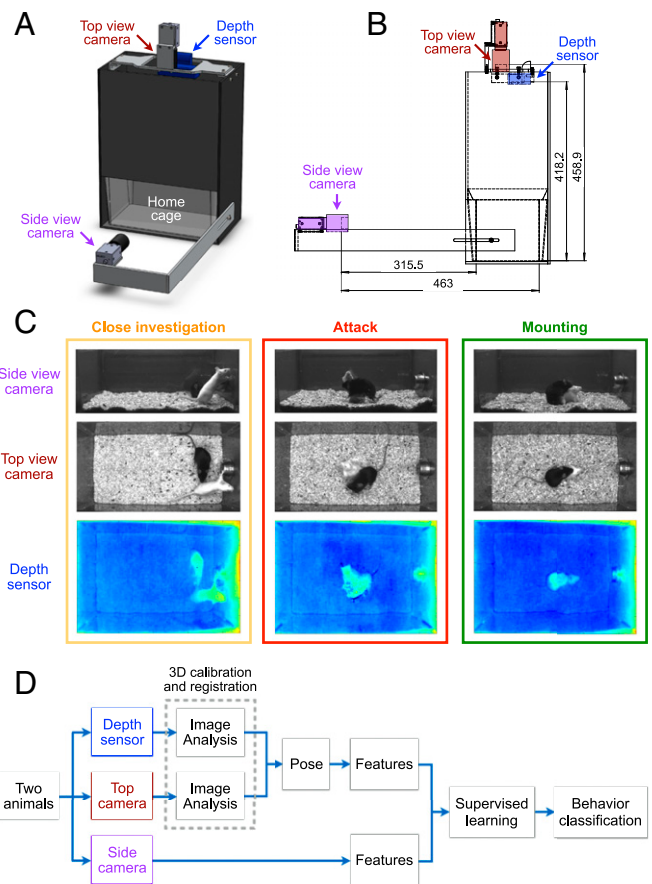 A
Top view
camera
Depth
sensor
Home
cage
Side view
camera
B
Top view
camera
Depth
sensor
Side view
camera
418.2
458.9
315.5
463
C
Close investigation
Attack
Mounting
Side view
camera
Top view
camera
Depth
sensor
D
3D calibration
and registration
Depth
sensor
Image
Analysis
Two
animals
Top
camera
Image
Analysis
Pose
Features
Side
camera
Features
Supervised
learning
Behavior
classification